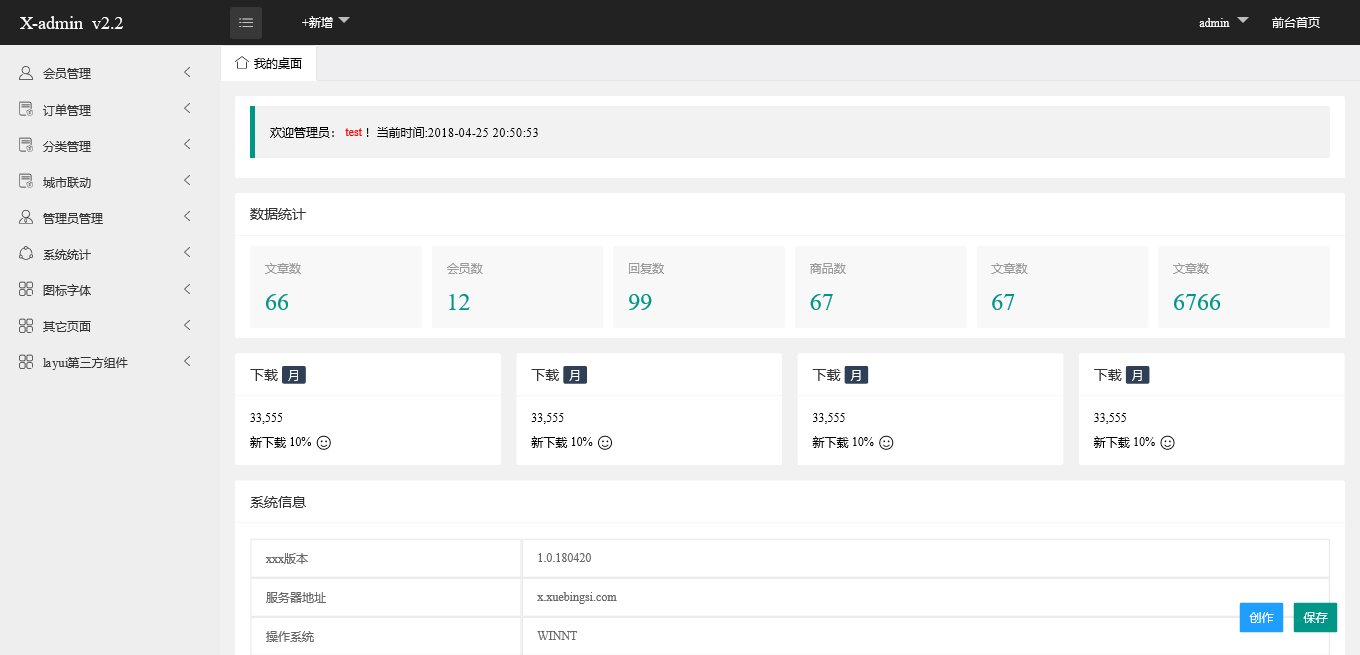 X-admin v2.2
+新增
admin
前台首页
会员管理
订单管理
分类管理
城市联动
管理员管理
系统统计
图标字体
其它页面
layui第三方组件
我的桌面
欢迎管理员： test！当前时间:2018-04-25 20:50:53
数据统计
文章数 会员数 回复数 商品数 文章数 文章数
66 12 99 67 67 6766
下载 月 下载 月 下载 月 下载 月
33,555 33,555 33,555 33,555
新下载 10% 新下载 10% 新下载 10% 新下载 10%
系统信息
xxx版本 1.0.180420
服务器地址 x.xuebingsi.com
操作系统 WINNT
创作 保存